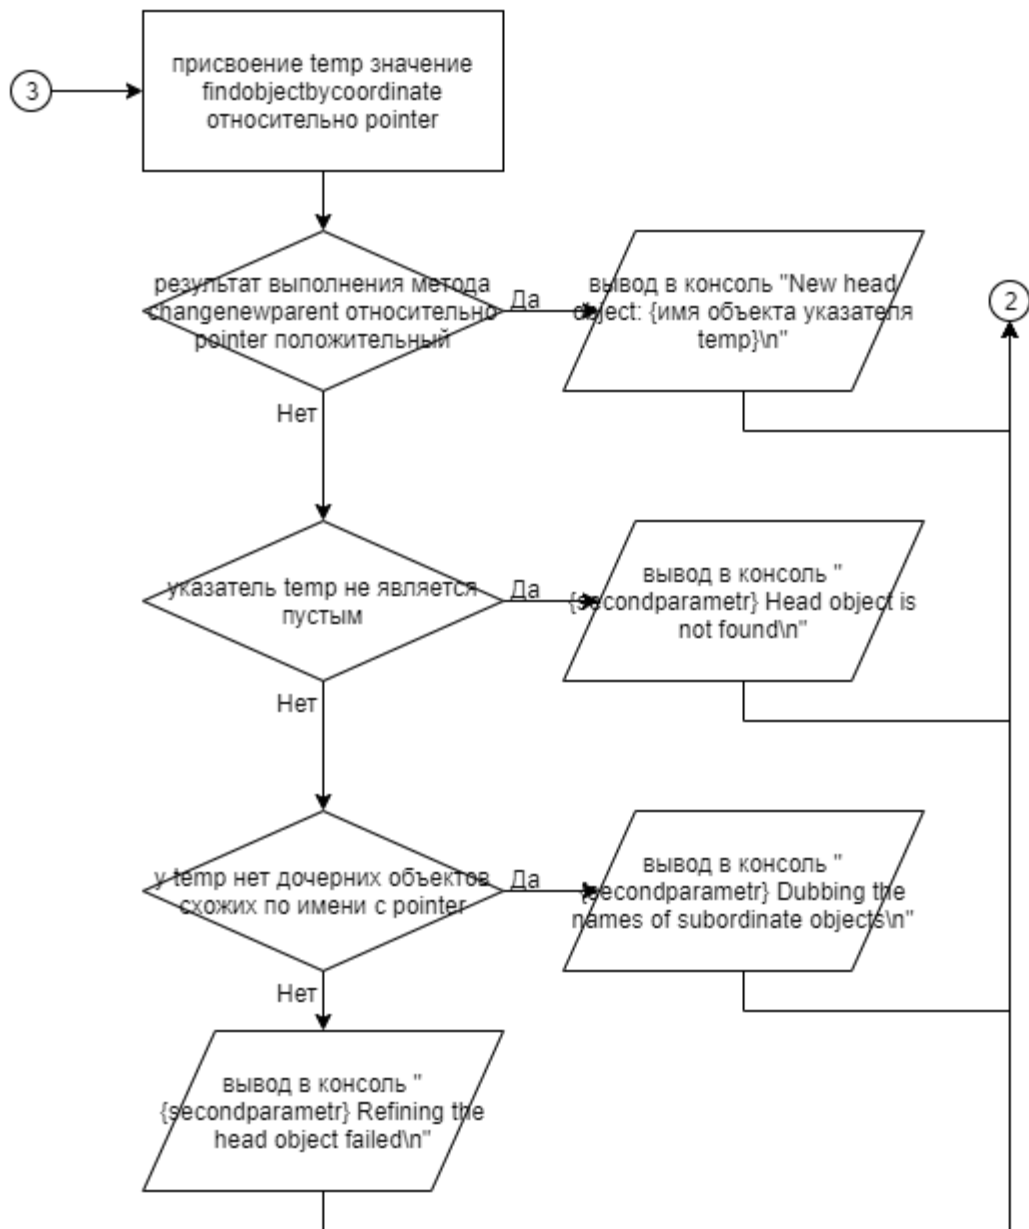 3
присвоение temp значение
findobjectbycoordinate
относительно pointer
результат выполнения метода
changenewparent относительно
pointer положительный
Да
вывод в консоль "New head
object: {имя объекта указателя
temp}\n"
2
Нет
указатель temp не является
пустым
Да
вывод в консоль "
{secondparametr} Head object is
not found\n"
Нет
у temp нет дочерних объектов
схожих по имени с pointer
Да
вывод в консоль "
{secondparametr} Dubbing the
names of subordinate objects\n"
Нет
вывод в консоль "
{secondparametr} Refining the
head object failed\n"